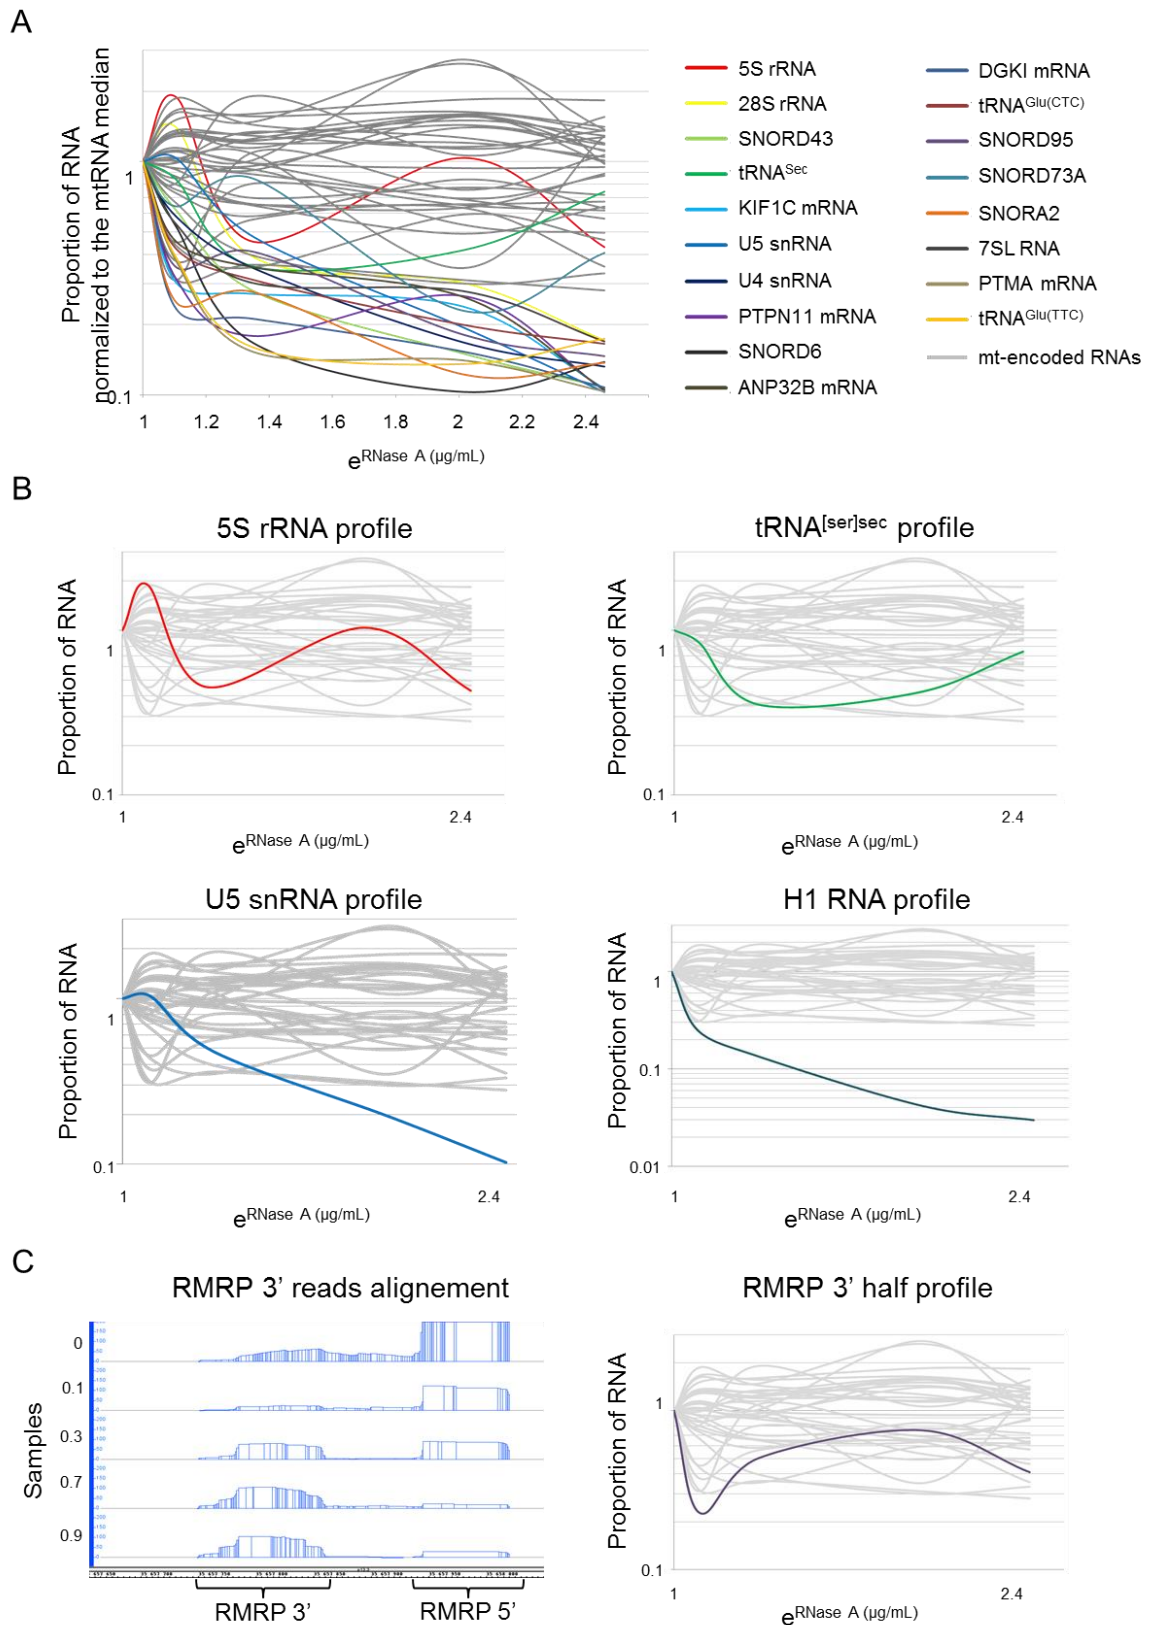 A
Proportion of RNA
normalized to the mtRNA median
1
0.1
1 1.2 1.4 1.6 1.8 2 2.2 2.4
eRNase A (µg/mL)
5S rRNA
28S rRNA
SNORD43
tRNASec
KIF1C mRNA
U5 snRNA
U4 snRNA
PTPN11 mRNA
SNORD6
ANP32B mRNA
DGKI mRNA
tRNAGlu(CTC)
SNORD95
SNORD73A
SNORA2
7SL RNA
PTMA mRNA
tRNAGlu(TTC)
mt-encoded RNAs
B
5S rRNA profile
Proportion of RNA
1
0.1
1 2.4
eRNase A (µg/mL)
tRNA[ser]sec profile
Proportion of RNA
1
0.1
1 2.4
eRNase A (µg/mL)
U5 snRNA profile
Proportion of RNA
1
0.1
1 2.4
eRNase A (µg/mL)
H1 RNA profile
Proportion of RNA
1
0.1
0.01
1 2.4
eRNase A (µg/mL)
C
RMRP 3’ reads alignement
Samples
0
0.1
0.3
0.7
0.9
RMRP 3’ RMRP 5’
RMRP 3’ half profile
Proportion of RNA
1
0.1
1 2.4
eRNase A (µg/mL)